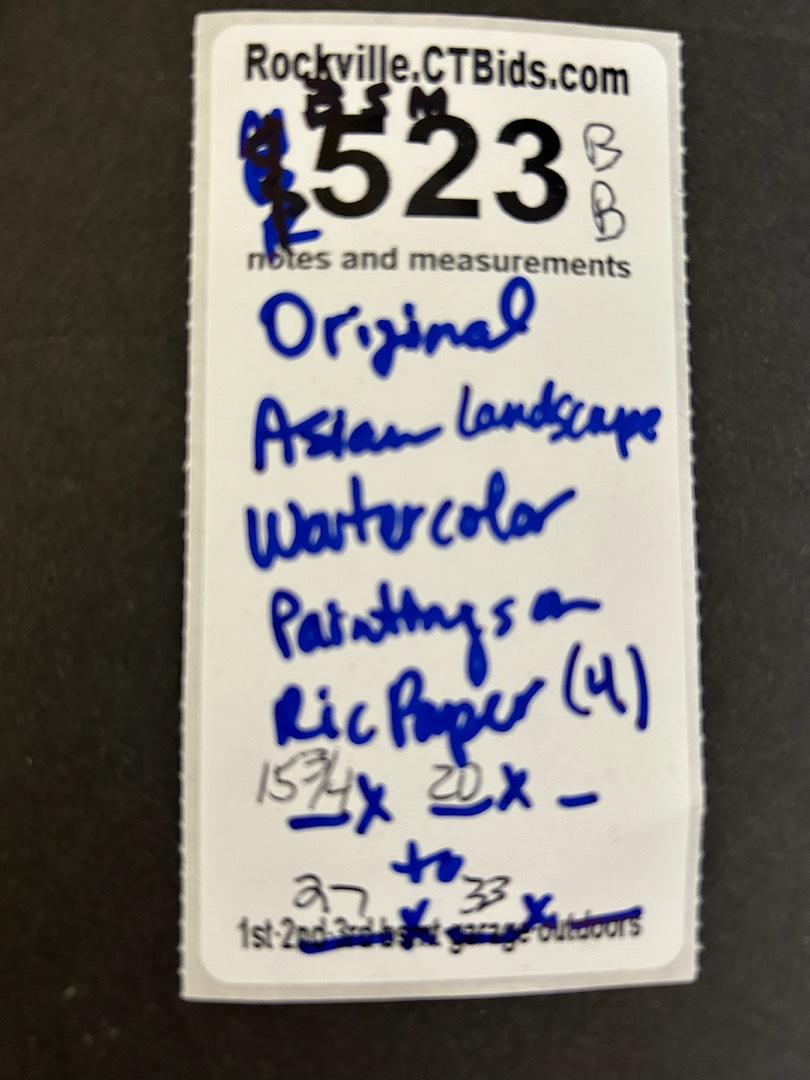 Rockville.CTBids.com
BSM
523
B
B
notes and measurements
Original
Asian Landscape
Watercolor
Paintings on
Ric Paper (4)
15 3/4 x 20 x _
to
27 x 33 x _
1st-2nd-3rd-bsmt garage outdoors